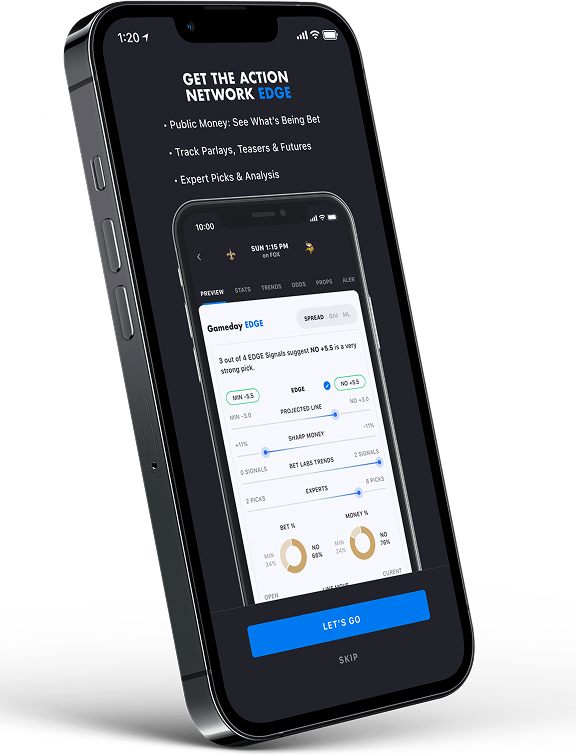 1:20
GET THE ACTION
NETWORK EDGE
• Public Money: See What's Being Bet
• Track Parlays, Teasers & Futures
• Expert Picks & Analysis
10:00
SUN 1:15 PM
on FOX
PREVIEW STATS TRENDS ODDS PROPS ALER
Gameday EDGE SPREAD O/U ML
3 out of 4 EDGE Signals suggest NO +5.5 is a very
strong pick.
MIN -5.5 EDGE NO +5.5
MIN -3.0 PROJECTED LINE NO +3.0
+11% SHARP MONEY -11%
0 SIGNALS BET LABS TRENDS 2 SIGNALS
2 PICKS EXPERTS 8 PICKS
BET % MONEY %
MIN 34% NO 66% MIN 24% NO 76%
OPEN LINE MOVE CURENT
LET'S GO
SKIP